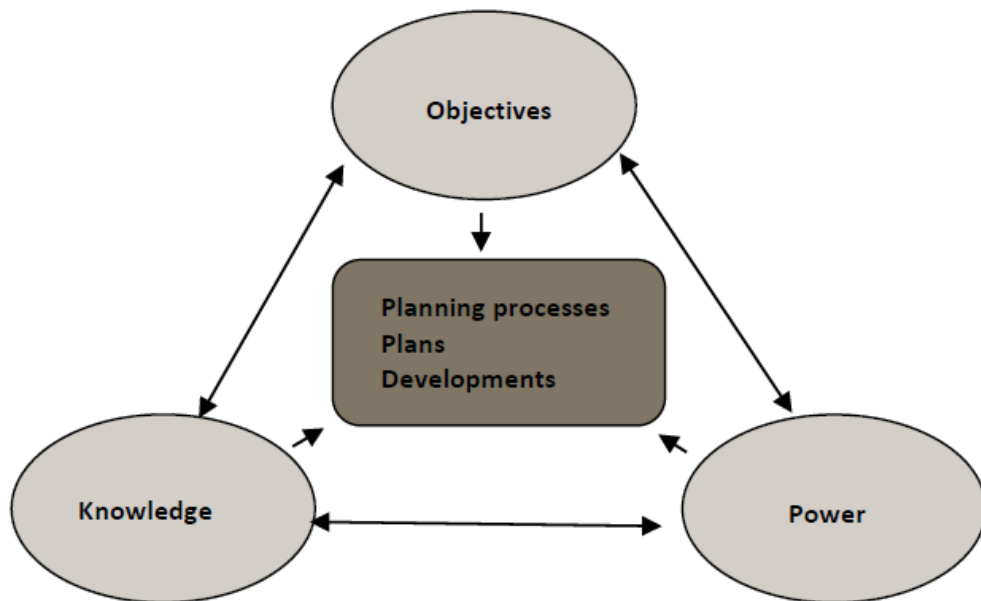 Objectives
Planning processes
Plans
Developments
Knowledge
Power